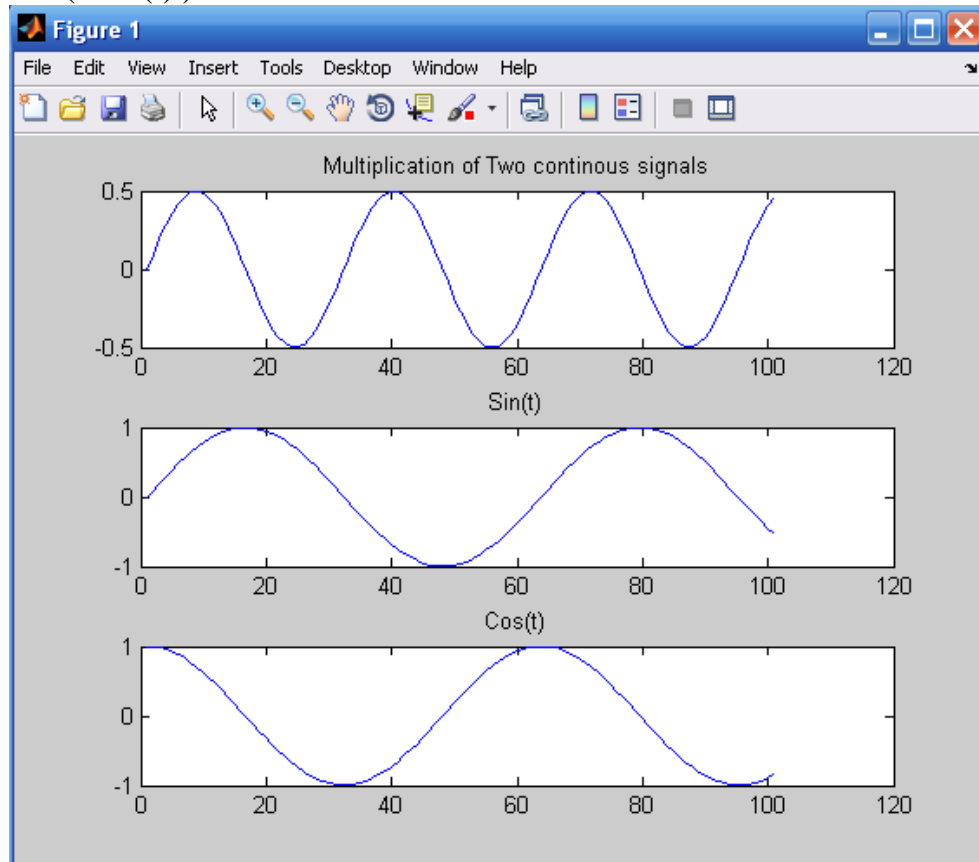 Figure 1
File Edit View Insert Tools Desktop Window Help
Multiplication of Two continous signals
0.5
0
-0.5
0 20 40 60 80 100 120
Sin(t)
1
0
-1
0 20 40 60 80 100 120
Cos(t)
1
0
-1
0 20 40 60 80 100 120